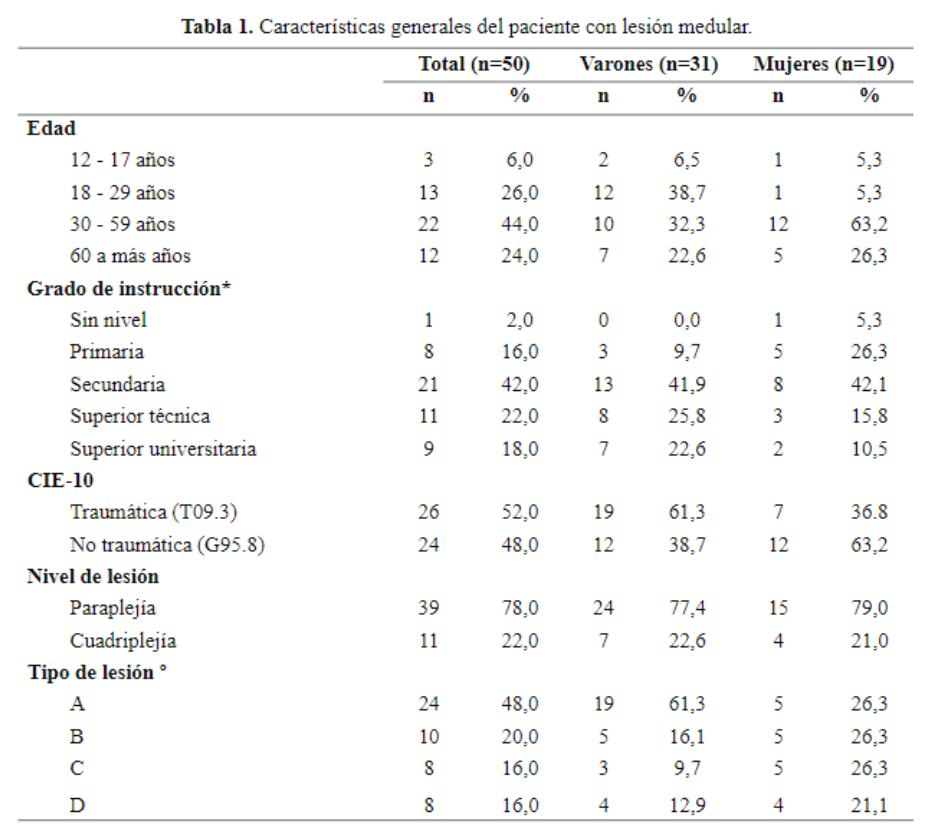 Tabla 1. Características generales del paciente con lesión medular.
Total (n=50) Varones (n=31) Mujeres (n=19)
n % n % n %
Edad
12 - 17 años 3 6,0 2 6,5 1 5,3
18 - 29 años 13 26,0 12 38,7 1 5,3
30 - 59 años 22 44,0 10 32,3 12 63,2
60 a más años 12 24,0 7 22,6 5 26,3
Grado de instrucción*
Sin nivel 1 2,0 0 0,0 1 5,3
Primaria 8 16,0 3 9,7 5 26,3
Secundaria 21 42,0 13 41,9 8 42,1
Superior técnica 11 22,0 8 25,8 3 15,8
Superior universitaria 9 18,0 7 22,6 2 10,5
CIE-10
Traumática (T09.3) 26 52,0 19 61,3 7 36.8
No traumática (G95.8) 24 48,0 12 38,7 12 63,2
Nivel de lesión
Paraplejía 39 78,0 24 77,4 15 79,0
Cuadriplejía 11 22,0 7 22,6 4 21,0
Tipo de lesión °
A 24 48,0 19 61,3 5 26,3
B 10 20,0 5 16,1 5 26,3
C 8 16,0 3 9,7 5 26,3
D 8 16,0 4 12,9 4 21,1